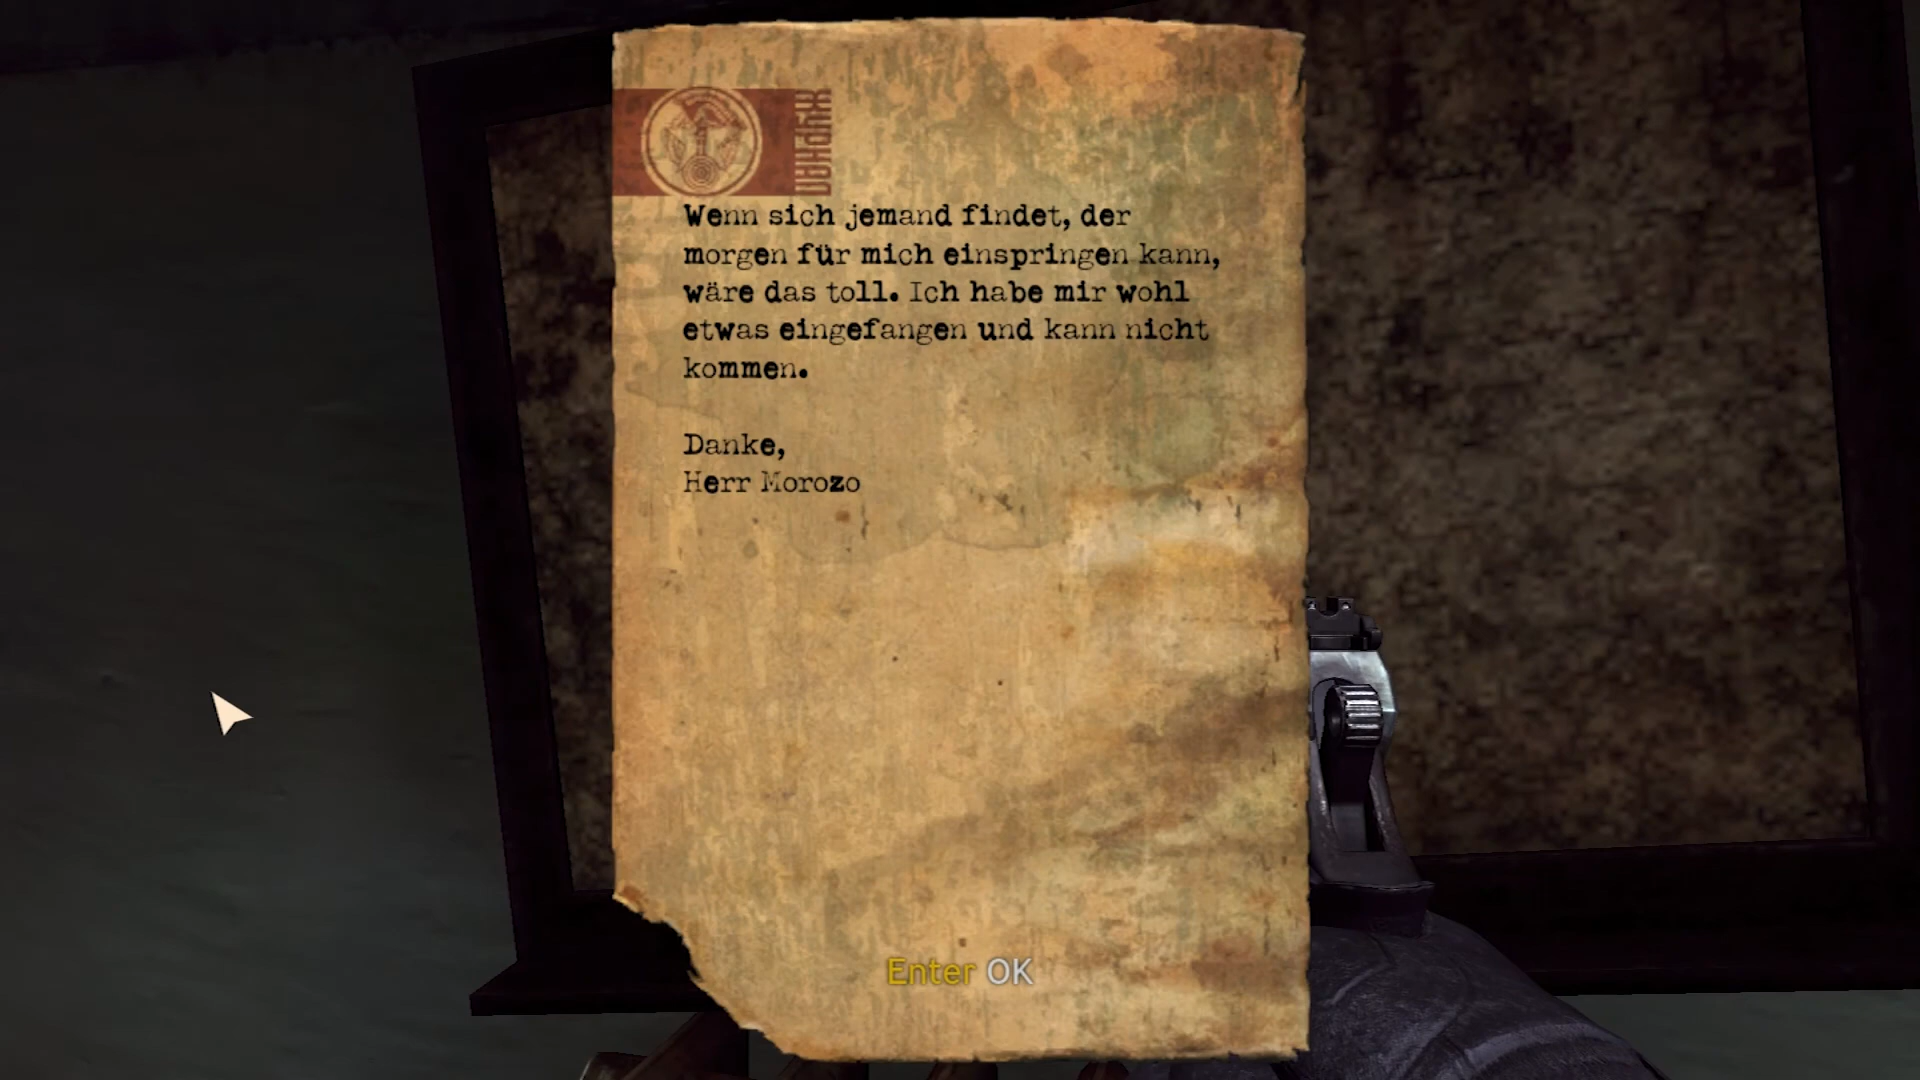 Wenn sich jemand findet, der
morgen für mich einspringen kann,
wäre das toll. Ich habe mir wohl
etwas eingefangen und kann nicht
kommen.
Danke,
Herr Morozo
Enter OK